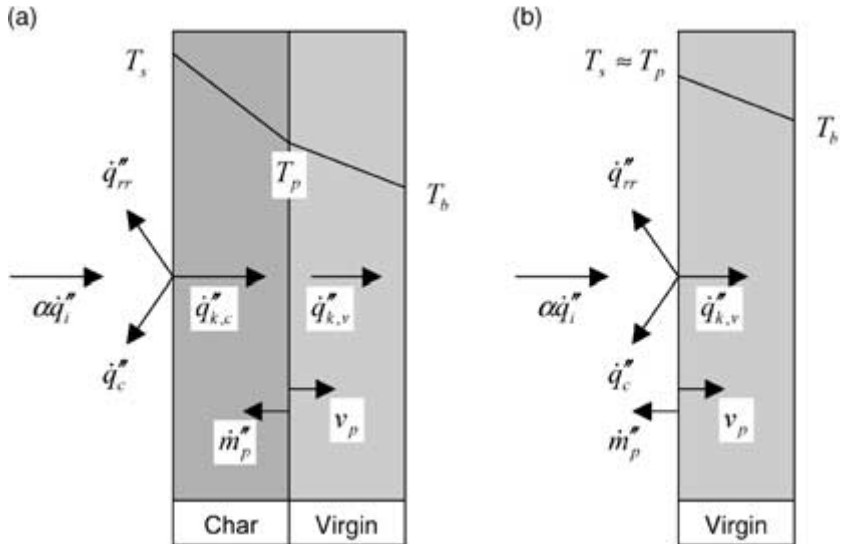 (a)
T_s
T_p
T_b
q̇″_rr
αq̇″_i
q̇″_k,c
q̇″_k,v
q̇″_c
ṁ″_p
v_p
Char
Virgin
(b)
T_s ≈ T_p
T_b
q̇″_rr
αq̇″_i
q̇″_k,v
q̇″_c
ṁ″_p
v_p
Virgin